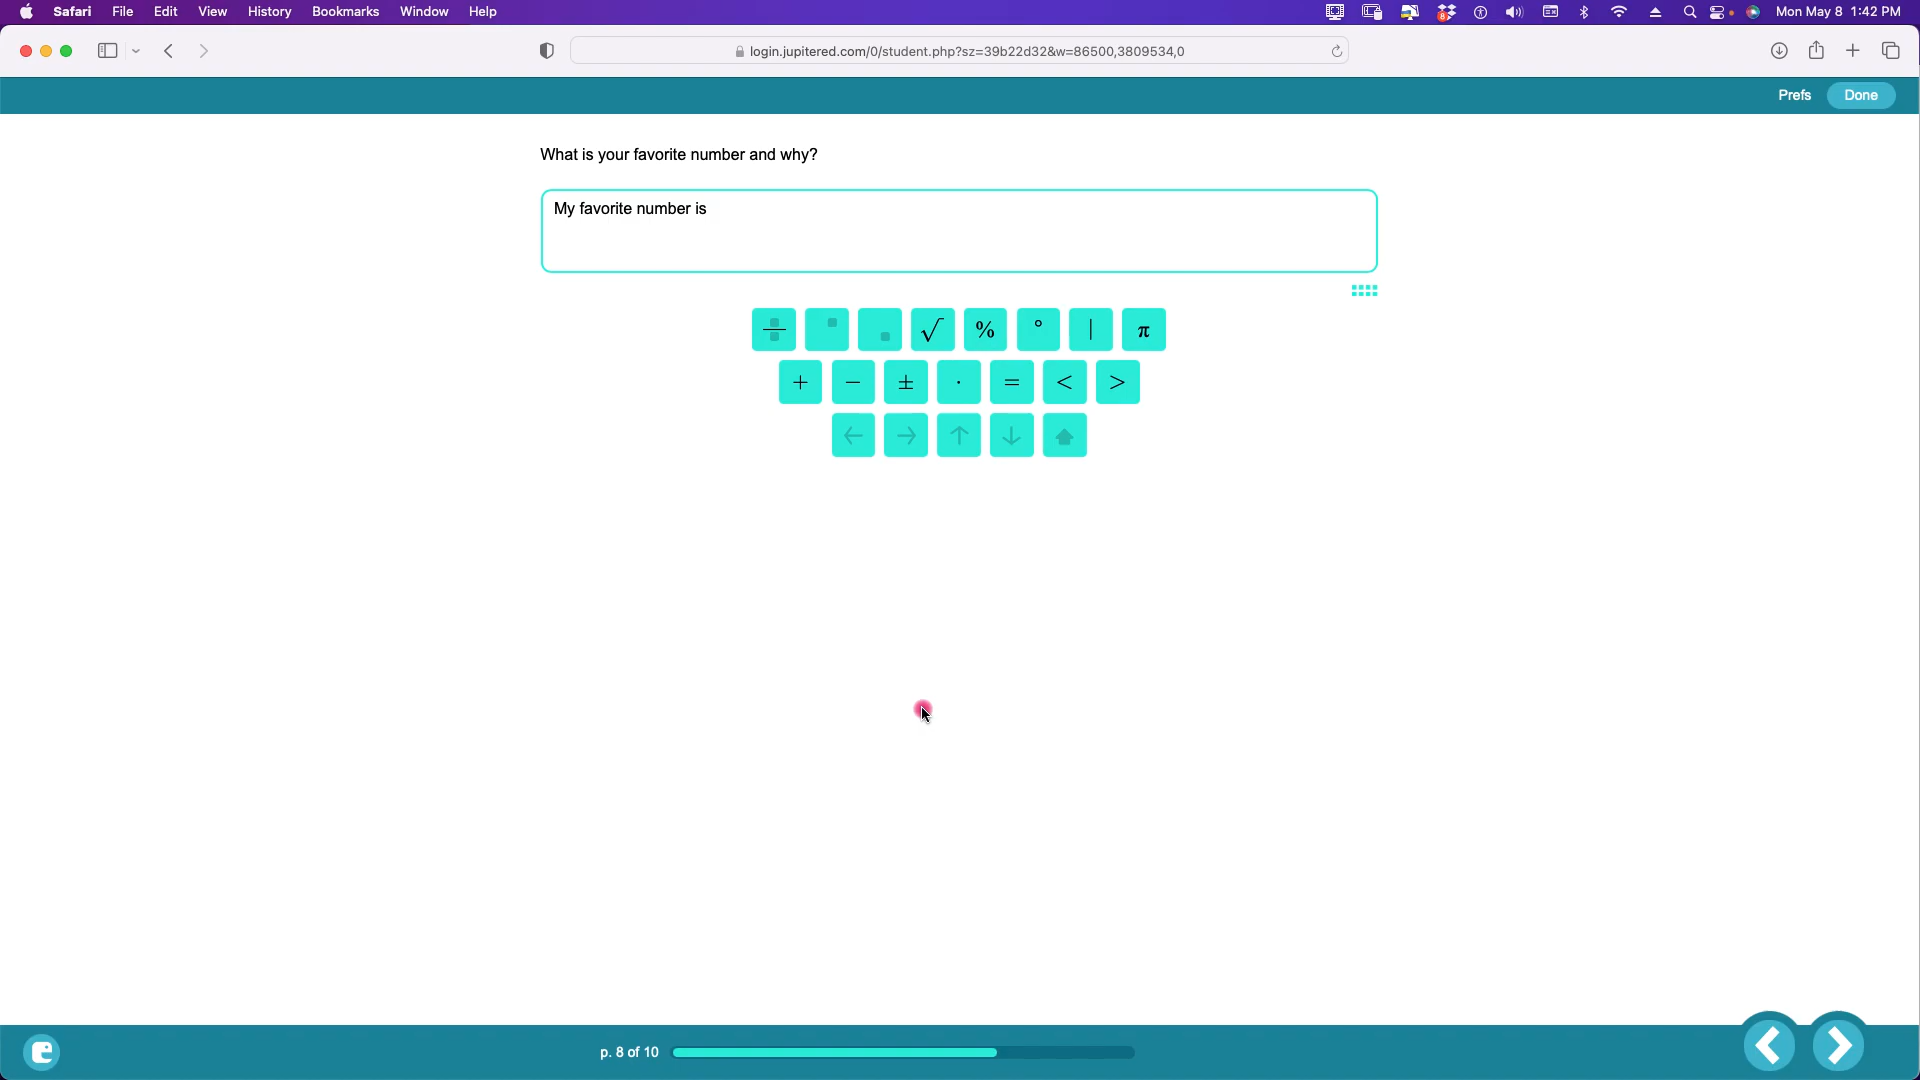 Safari File Edit View History Bookmarks Window Help Mon May 8 1:42 PM
login.jupitered.com/0/student.php?sz=39b22d32&w=86500,3809534,0
Prefs Done
What is your favorite number and why?
My favorite number is
√ % ° | π
+ − ± · = < >
← → ↑ ↓
p. 8 of 10